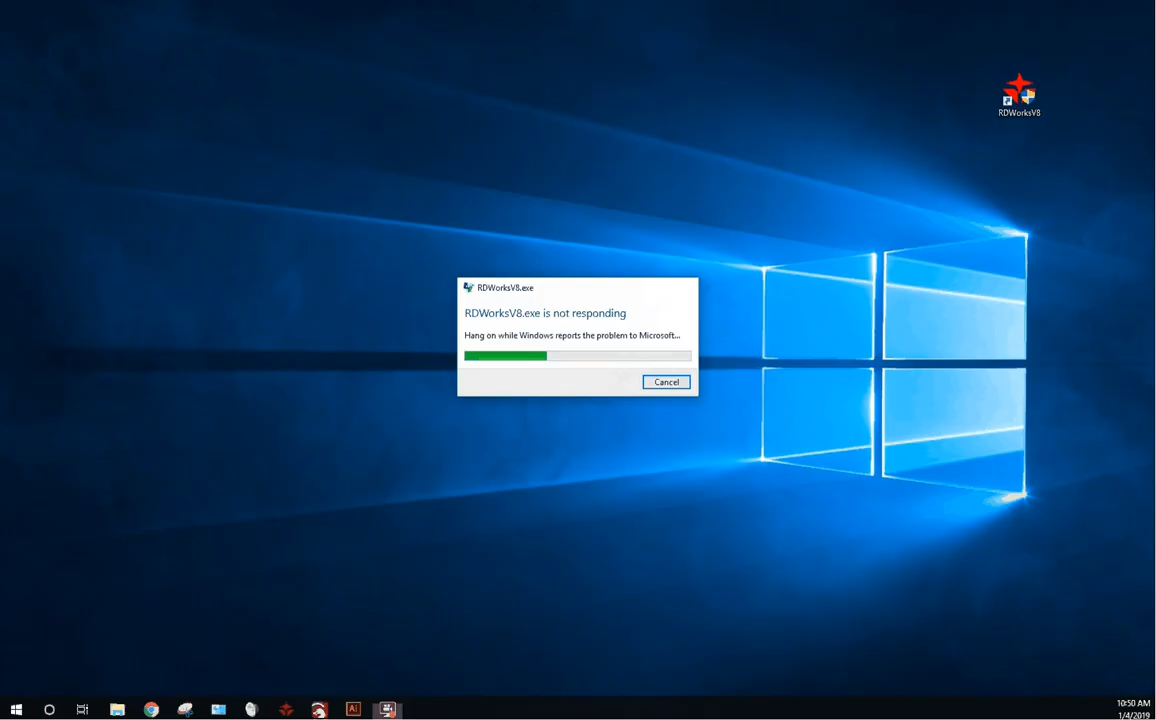 RDWorksV8
RDWorksV8.exe
RDWorksV8.exe is not responding
Hang on while Windows reports the problem to Microsoft...
Cancel
Ai
10:50 AM
1/4/2019